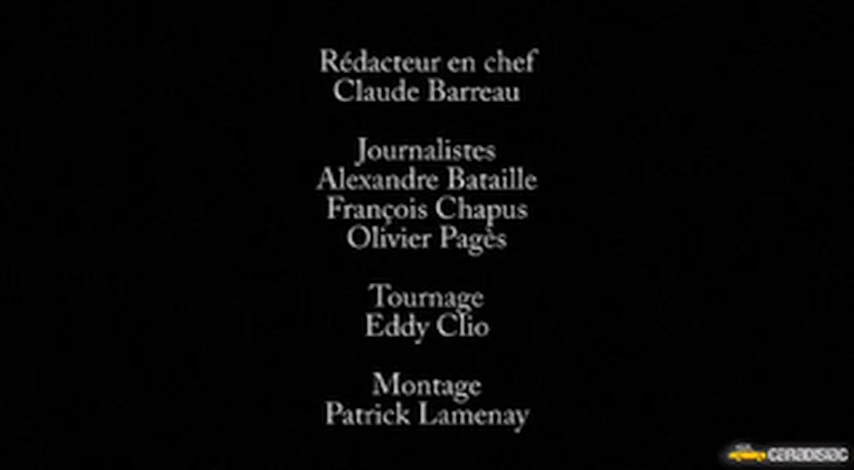 Rédacteur en chef
Claude Barreau
Journalistes
Alexandre Bataille
François Chapus
Olivier Pagès
Tournage
Eddy Clio
Montage
Patrick Lamenay
CARADISIAC